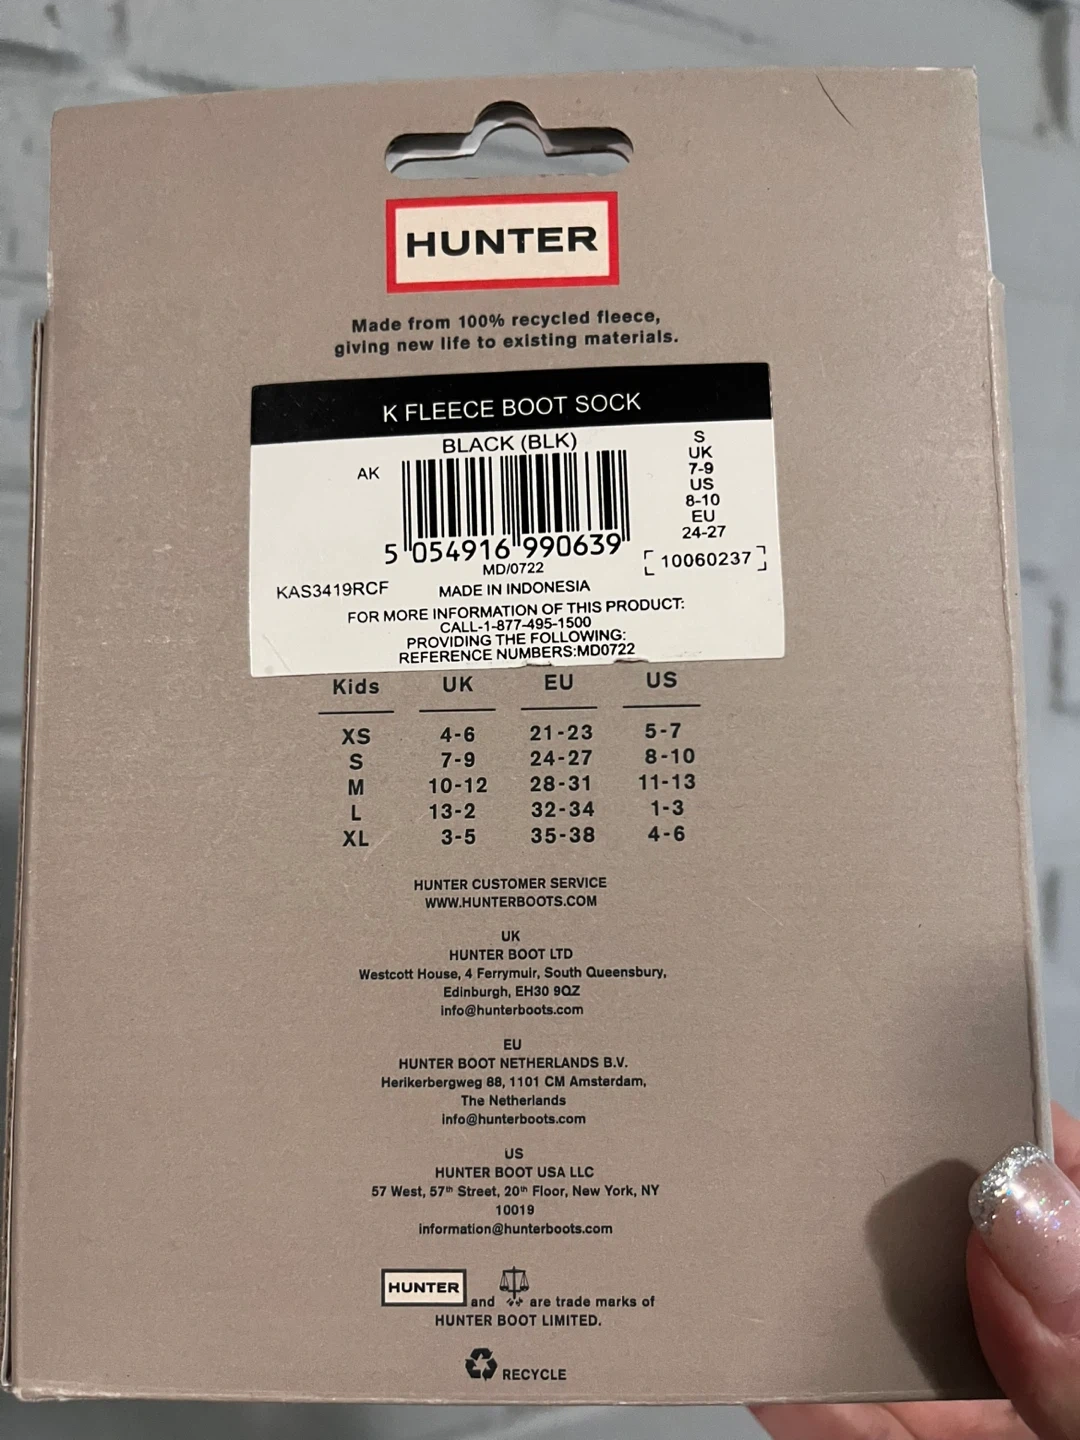 HUNTER
Made from 100% recycled fleece,
giving new life to existing materials.
K FLEECE BOOT SOCK
BLACK (BLK)
AK
S
UK
7-9
US
8-10
EU
24-27
5 054916 990639
[10060237]
MD/0722
KAS3419RCF
MADE IN INDONESIA
FOR MORE INFORMATION OF THIS PRODUCT:
CALL-1-877-495-1500
PROVIDING THE FOLLOWING:
REFERENCE NUMBERS:MD0722
Kids UK EU US
XS 4-6 21-23 5-7
S 7-9 24-27 8-10
M 10-12 28-31 11-13
L 13-2 32-34 1-3
XL 3-5 35-38 4-6
HUNTER CUSTOMER SERVICE
WWW.HUNTERBOOTS.COM
UK
HUNTER BOOT LTD
Westcott House, 4 Ferrymuir, South Queensbury,
Edinburgh, EH30 9QZ
info@hunterboots.com
EU
HUNTER BOOT NETHERLANDS B.V.
Herikerbergweg 88, 1101 CM Amsterdam,
The Netherlands
info@hunterboots.com
US
HUNTER BOOT USA LLC
57 West, 57th Street, 20th Floor, New York, NY
10019
information@hunterboots.com
HUNTER and are trade marks of
HUNTER BOOT LIMITED.
RECYCLE